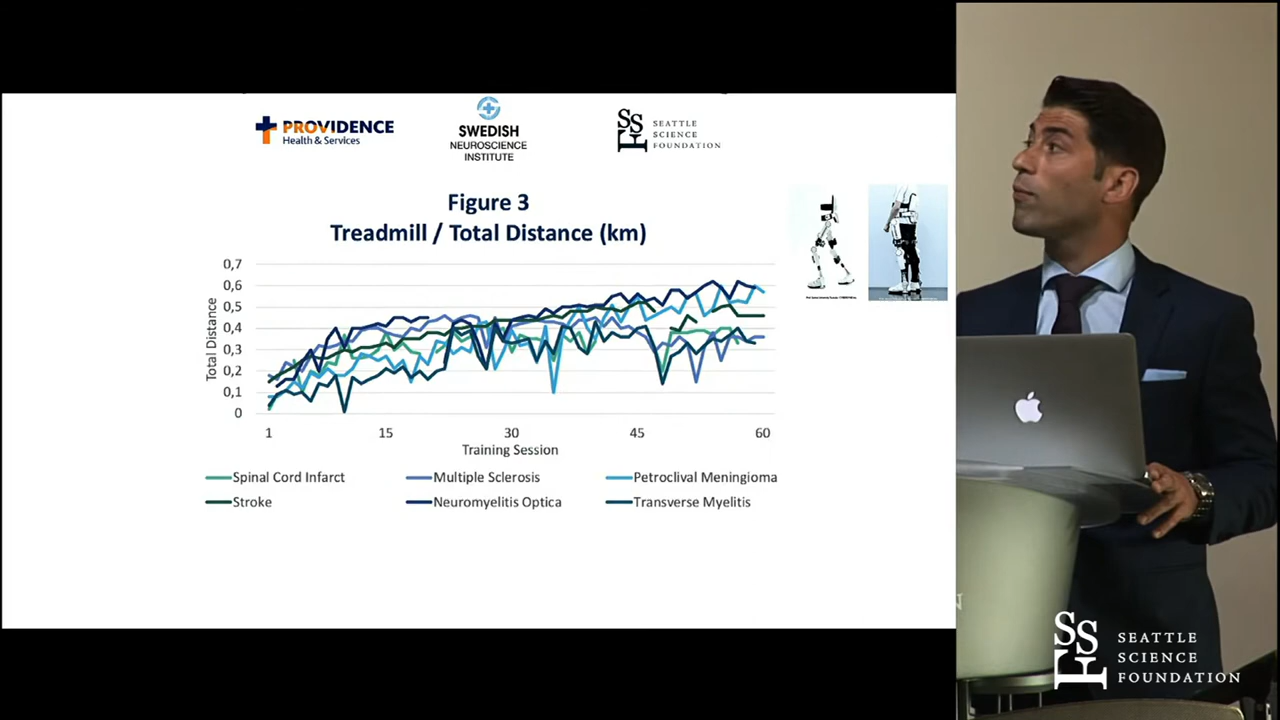 PROVIDENCE
Health & Services
SWEDISH
NEUROSCIENCE
INSTITUTE
SSF
SEATTLE
SCIENCE
FOUNDATION
Figure 3
Treadmill / Total Distance (km)
Total Distance
0,7
0,6
0,5
0,4
0,3
0,2
0,1
0
1 15 30 45 60
Training Session
Spinal Cord Infarct Multiple Sclerosis Petroclival Meningioma
Stroke Neuromyelitis Optica Transverse Myelitis
N
SSF
SEATTLE
SCIENCE
FOUNDATION